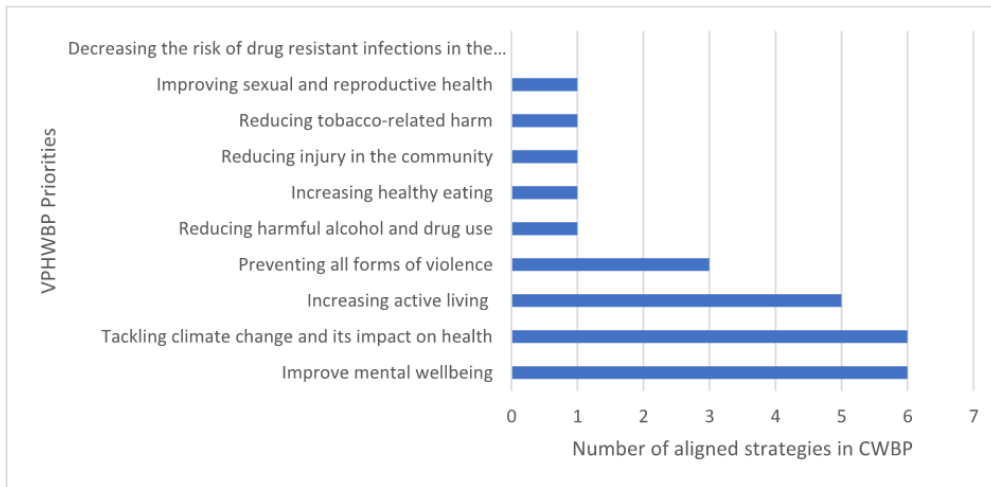 Decreasing the risk of drug resistant infections in the...
Improving sexual and reproductive health
Reducing tobacco-related harm
Reducing injury in the community
Increasing healthy eating
Reducing harmful alcohol and drug use
Preventing all forms of violence
Increasing active living
Tackling climate change and its impact on health
Improve mental wellbeing
VPHWBP Priorities
0 1 2 3 4 5 6 7
Number of aligned strategies in CWBP